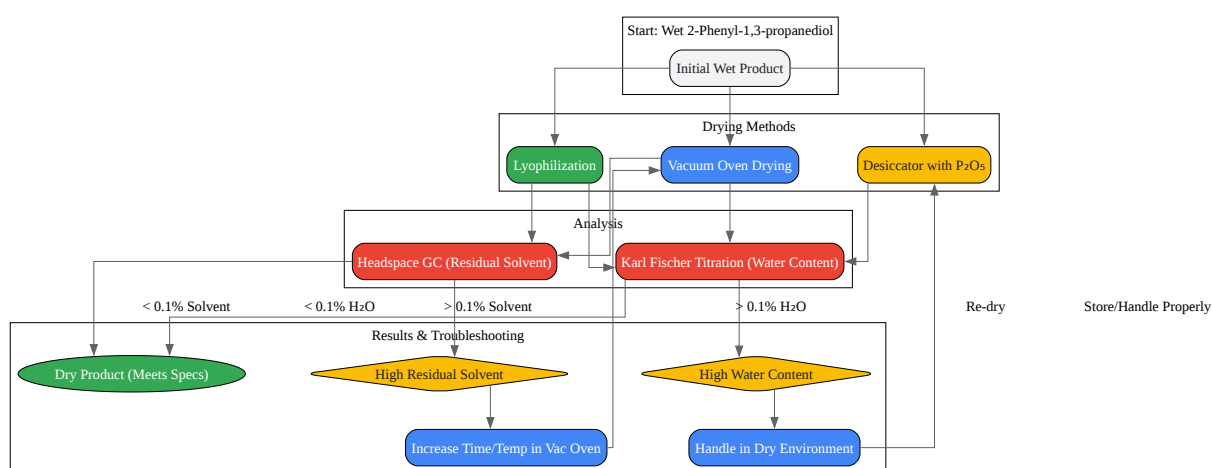 Start: Wet 2-Phenyl-1,3-propanediol
Initial Wet Product
Drying Methods
Lyophilization
Vacuum Oven Drying
Desiccator with P₂O₅
Analysis
Headspace GC (Residual Solvent)
Karl Fischer Titration (Water Content)
< 0.1% Solvent
< 0.1% H₂O
> 0.1% Solvent
> 0.1% H₂O
Re-dry
Store/Handle Properly
Results & Troubleshooting
Dry Product (Meets Specs)
High Residual Solvent
High Water Content
Increase Time/Temp in Vac Oven
Handle in Dry Environment